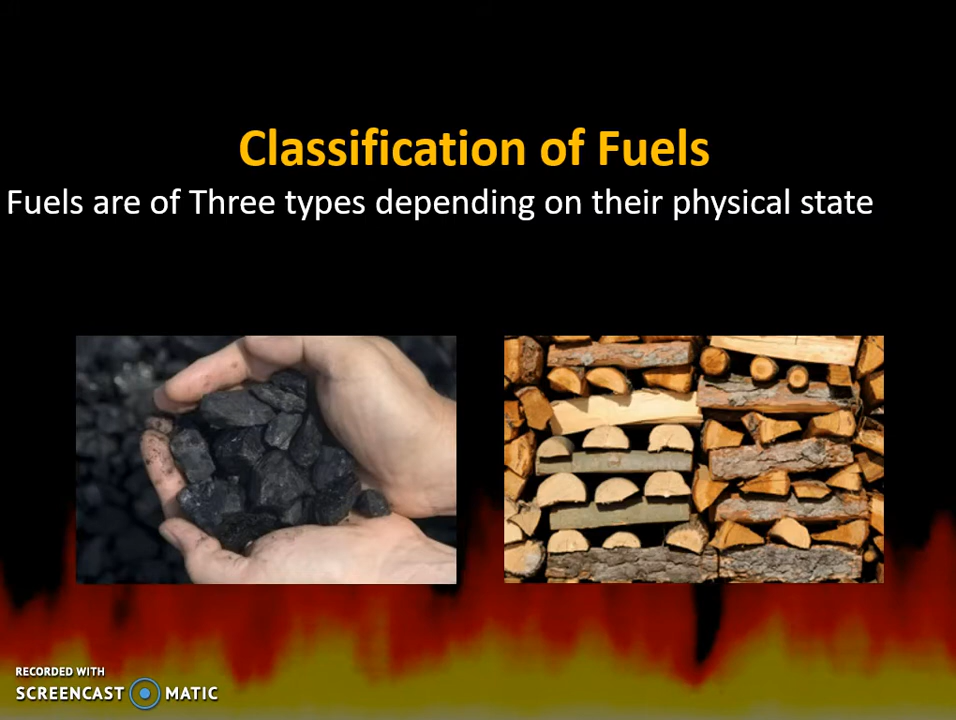 Classification of Fuels
Fuels are of Three types depending on their physical state
RECORDED WITH
SCREENCAST MATIC